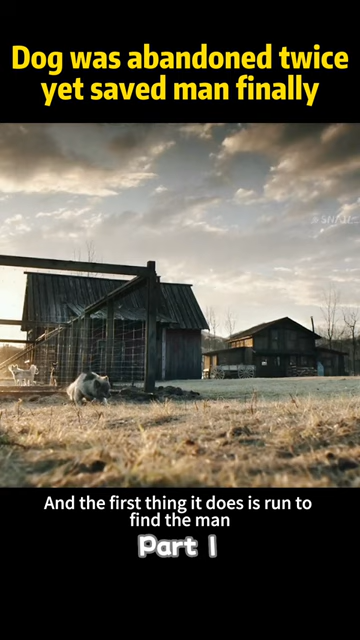 Dog was abandoned twice
yet saved man finally
And the first thing it does is run to
find the man
Part 1